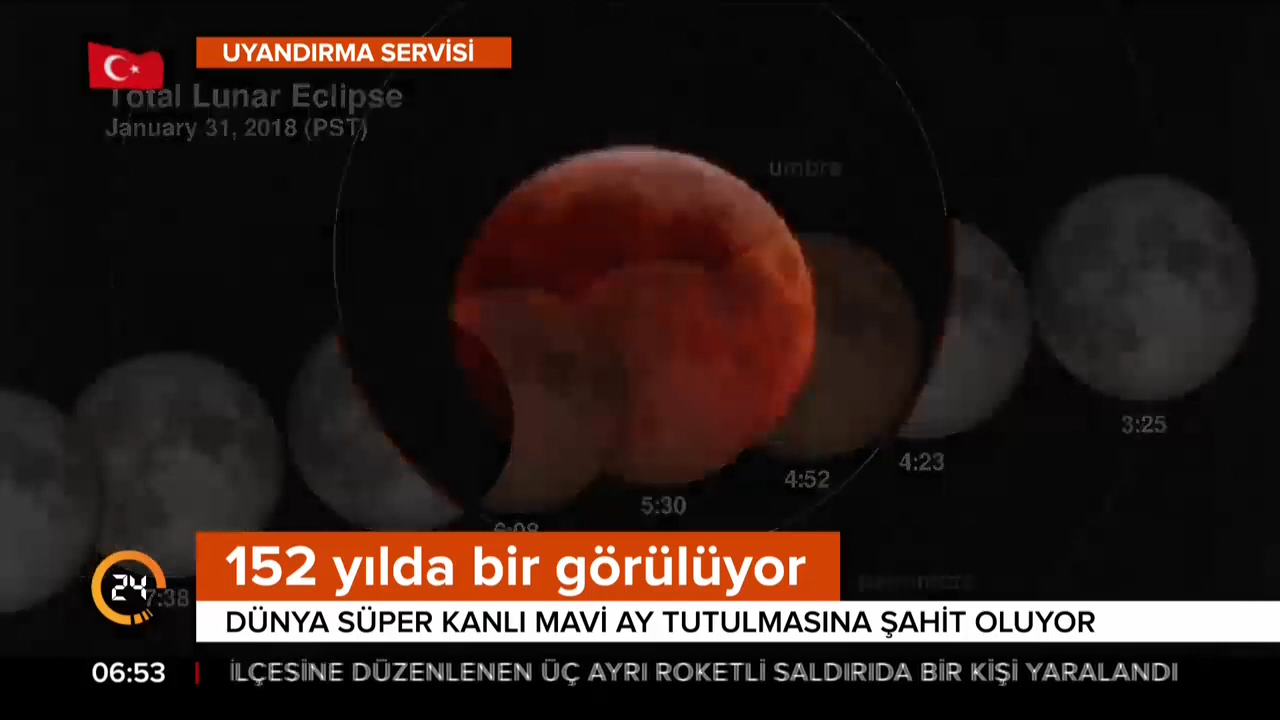 UYANDIRMA SERVİSİ
Total Lunar Eclipse
January 31, 2018 (PST)
umbra
3:25
4:23
4:52
5:30
6:08
7:38
152 yılda bir görülüyor
24
DÜNYA SÜPER KANLI MAVİ AY TUTULMASINA ŞAHİT OLUYOR
06:53
İLÇESİNE DÜZENLENEN ÜÇ AYRI ROKETLİ SALDIRIDA BİR KİŞİ YARALANDI